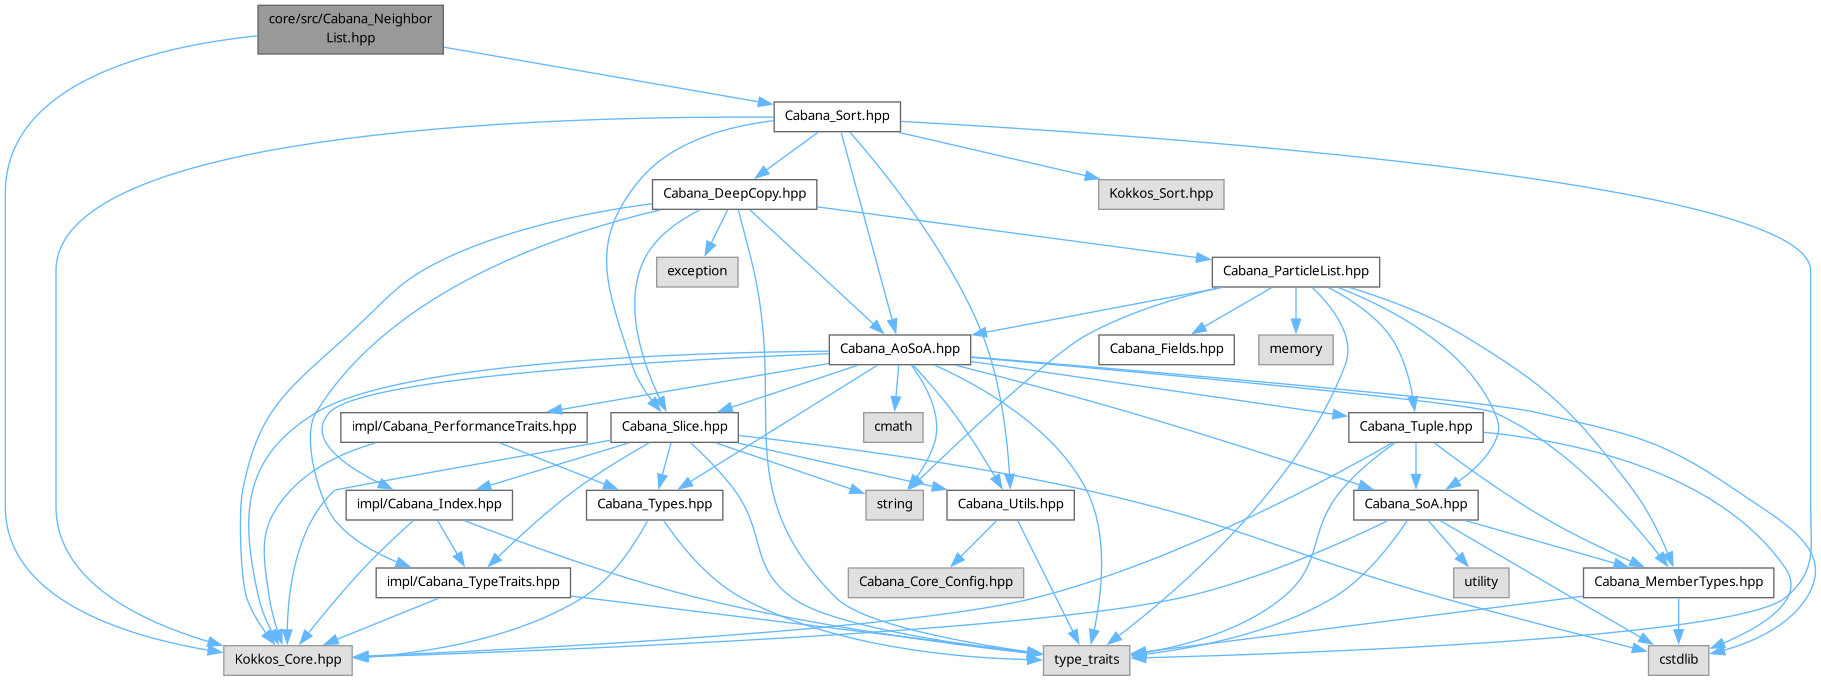 core/src/Cabana_Neighbor
List.hpp
Cabana_Sort.hpp
Cabana_DeepCopy.hpp
Kokkos_Sort.hpp
exception
Cabana_ParticleList.hpp
Cabana_AoSoA.hpp
Cabana_Fields.hpp
memory
impl/Cabana_PerformanceTraits.hpp
Cabana_Slice.hpp
cmath
Cabana_Tuple.hpp
impl/Cabana_Index.hpp
Cabana_Types.hpp
string
Cabana_Utils.hpp
Cabana_SoA.hpp
impl/Cabana_TypeTraits.hpp
Cabana_Core_Config.hpp
utility
Cabana_MemberTypes.hpp
Kokkos_Core.hpp
type_traits
cstdlib